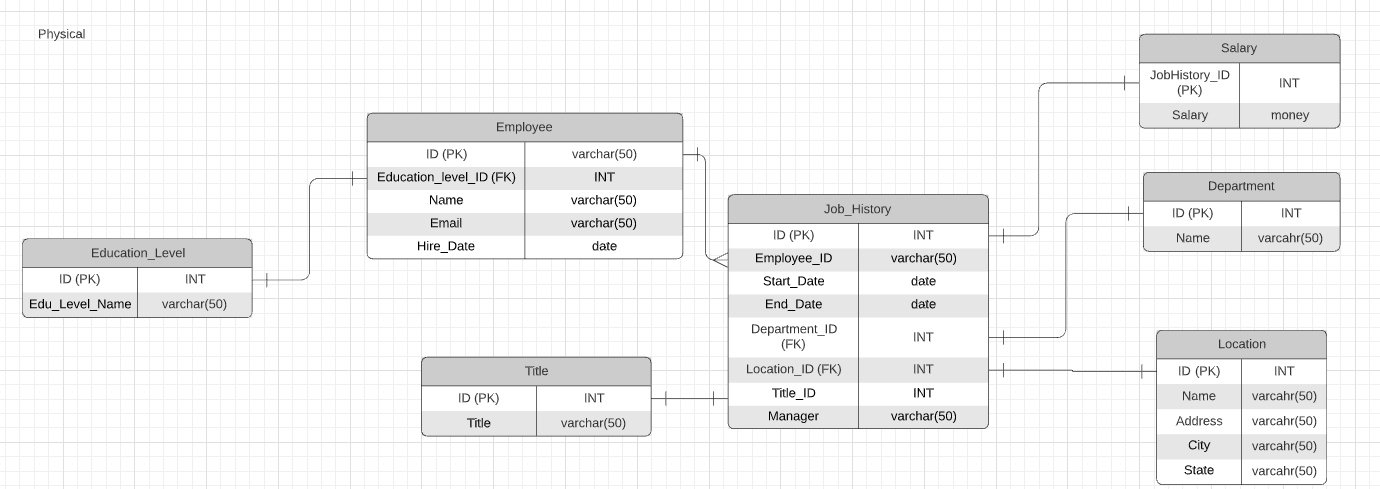 Physical
Salary
JobHistory_ID
(PK)
INT
Salary
money
Employee
ID (PK)
varchar(50)
Education_level_ID (FK)
INT
Name
varchar(50)
Email
varchar(50)
Hire_Date
date
Department
ID (PK)
INT
Name
varcahr(50)
Job_History
ID (PK)
INT
Employee_ID
varchar(50)
Start_Date
date
End_Date
date
Department_ID
(FK)
INT
Location_ID (FK)
INT
Title_ID
INT
Manager
varchar(50)
Education_Level
ID (PK)
INT
Edu_Level_Name
varchar(50)
Title
ID (PK)
INT
Title
varchar(50)
Location
ID (PK)
INT
Name
varcahr(50)
Address
varcahr(50)
City
varcahr(50)
State
varcahr(50)